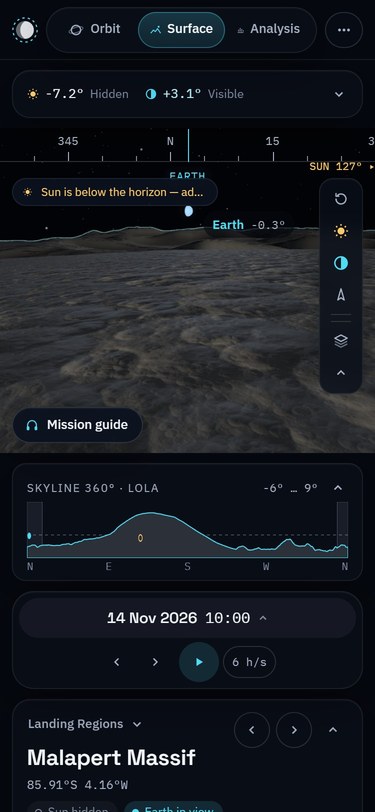 Orbit Surface Analysis
-7.2° Hidden +3.1° Visible
345 N 15 3
SUN 127°
EARTH
Sun is below the horizon — ad...
Earth -0.3°
Mission guide
SKYLINE 360° · LOLA -6° … 9°
N E S W N
14 Nov 2026 10:00
6 h/s
Landing Regions
Malapert Massif
85.91°S 4.16°W
Sun hidden Earth in view